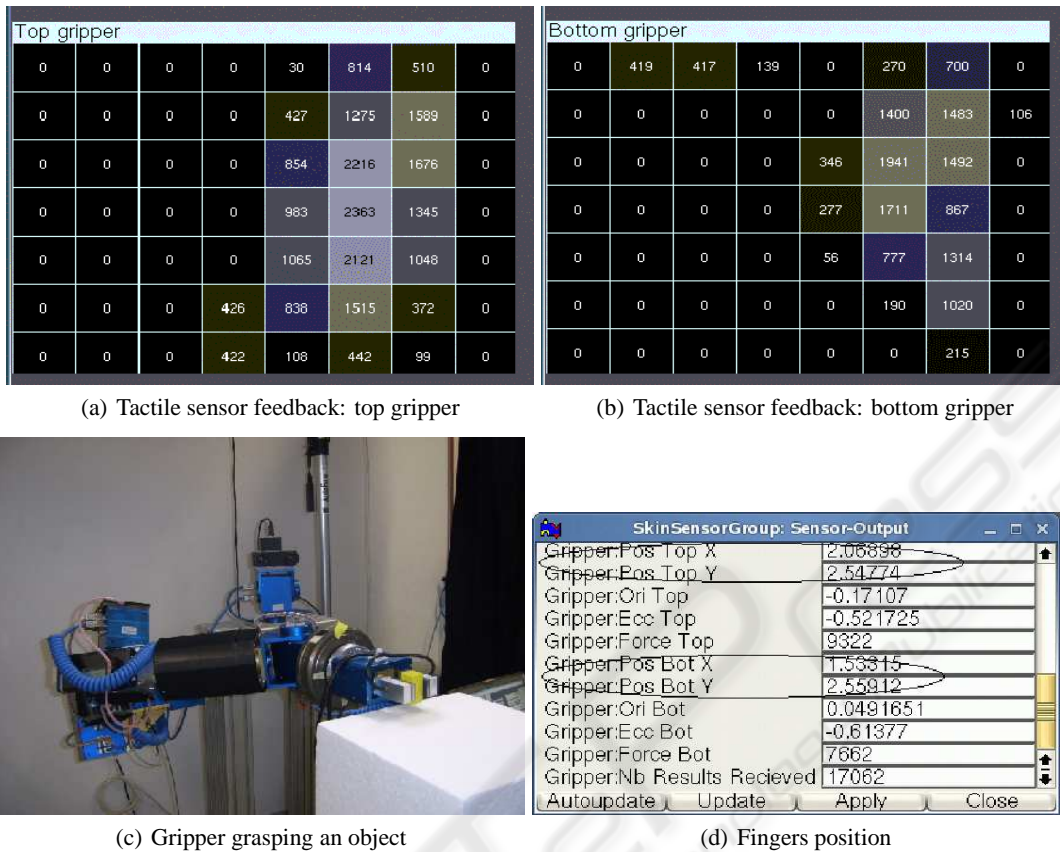 Top gripper
0 0 0 0 30 814 510 0
0 0 0 0 427 1275 1589 0
0 0 0 0 854 2216 1676 0
0 0 0 0 983 2363 1345 0
0 0 0 0 1065 2121 1048 0
0 0 0 426 838 1515 372 0
0 0 0 422 108 442 99 0
(a) Tactile sensor feedback: top gripper
Bottom gripper
0 419 417 139 0 270 700 0
0 0 0 0 0 1400 1483 106
0 0 0 0 346 1941 1492 0
0 0 0 0 277 1711 867 0
0 0 0 0 56 777 1314 0
0 0 0 0 0 190 1020 0
0 0 0 0 0 0 215 0
(b) Tactile sensor feedback: bottom gripper
(c) Gripper grasping an object
SkinSensorGroup: Sensor-Output
Gripper:Pos Top X 2.06898
Gripper:Pos Top Y 2.54774
Gripper:Ori Top -0.17107
Gripper:Ecc Top -0.521725
Gripper:Force Top 9322
Gripper:Pos Bot X 1.53315
Gripper:Pos Bot Y 2.55912
Gripper:Ori Bot 0.0491651
Gripper:Ecc Bot -0.61377
Gripper:Force Bot 7662
Gripper:Nb Results Recieved 17062
Autoupdate Update Apply Close
(d) Fingers position